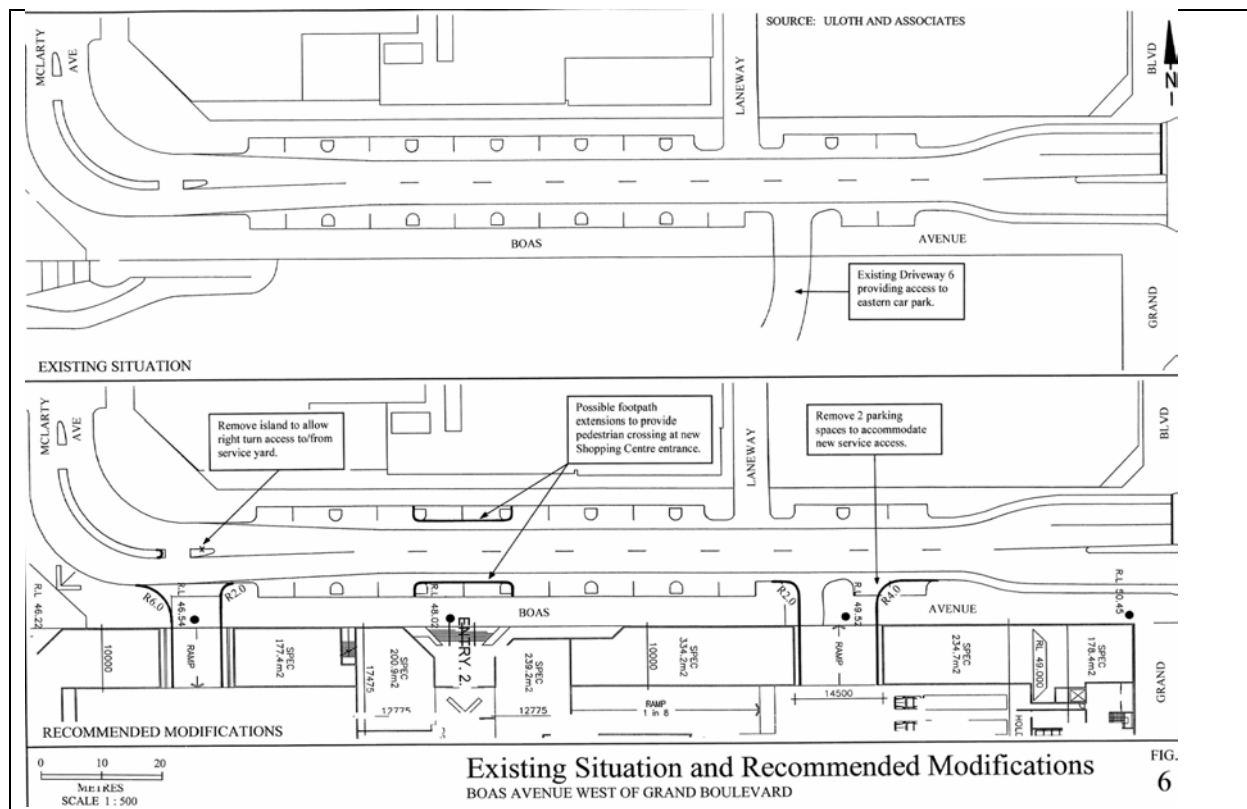 SOURCE: ULOTH AND ASSOCIATES
MCLARTY
AVE
LANEWAY
BLVD
N
BOAS
AVENUE
Existing Driveway 6
providing access to
eastern car park.
GRAND
EXISTING SITUATION
MCLARTY
AVE
Remove island to allow
right turn access to/from
service yard.
Possible footpath
extensions to provide
pedestrian crossing at new
Shopping Centre entrance.
Remove 2 parking
spaces to accommodate
new service access.
LANEWAY
BLVD
R.L 46.22
R6.0
R.L 46.54
R2.0
R.L 48.02
BOAS
R2.0
R.L 49.52
R4.0
AVENUE
R.L 50.45
10000
RAMP
SPEC
177.4m2
17475
SPEC
200.9m2
ENTRY. 2
SPEC
239.2m2
10000
SPEC
334.2m2
RAMP
SPEC
234.7m2
RL 49.000
SPEC
178.4m2
GRAND
12775
12775
RAMP
1 in 8
14500
RECOMMENDED MODIFICATIONS
0 10 20
METRES
SCALE 1 : 500
Existing Situation and Recommended Modifications
BOAS AVENUE WEST OF GRAND BOULEVARD
FIG.
6